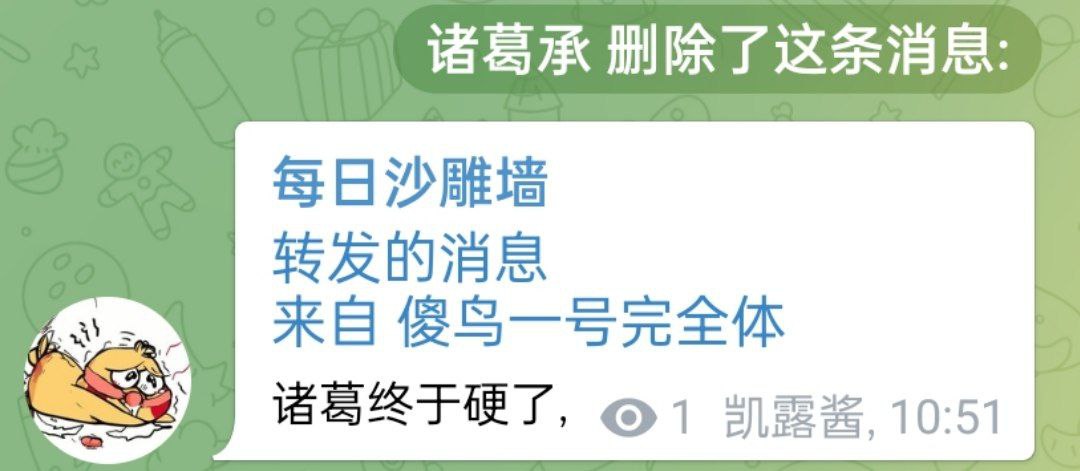 诸葛承 删除了这条消息:
每日沙雕墙
转发的消息
来自 傻鸟一号完全体
诸葛终于硬了, 1 凯露酱, 10:51